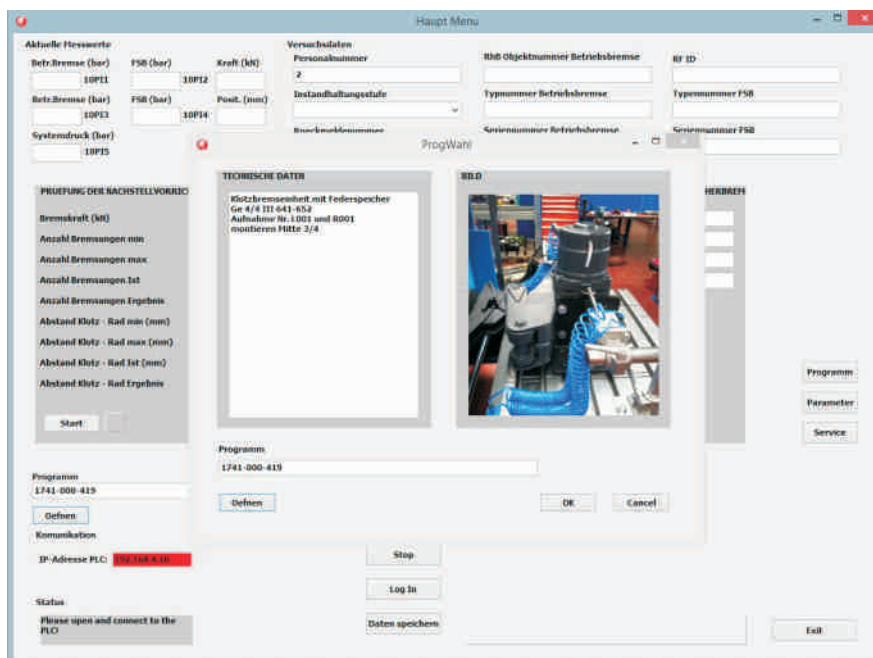 Haupt Menu
Aktuelle Messwerte
Betr.Bremse (bar) FSB (bar) Kraft (kN)
10PI1 10PI2
Betr.Bremse (bar) FSB (bar) Posit. (mm)
10PI3 10PI4
Systemdruck (bar)
10PI5
Versuchsdaten
Personalnummer
2
Instandhaltungsstufe
Rueckmeldenummer
RhB Objektnummer Betriebsbremse
Typnummer Betriebsbremse
Seriennummer Betriebsbremse
RF ID
Typennummer FSB
Seriennummer FSB
PRUEFUNG DER NACHSTELLVORRIC
Bremskraft (kN)
Anzahl Bremsungen min
Anzahl Bremsungen max
Anzahl Bremsungen Ist
Anzahl Bremsungen Ergebnis
Abstand Klotz - Rad min (mm)
Abstand Klotz - Rad max (mm)
Abstand Klotz - Rad Ist (mm)
Abstand Klotz - Rad Ergebnis
Start
HERBREM
ProgWahl
TECHNISCHE DATEN
Klotzbremseinheit mit Federspeicher
Ge 4/4 III 641-652
Aufnahme Nr. L001 und R001
montieren Mitte 3/4
BILD
Programm
1741-000-419
Oefnen
OK
Cancel
Programm
Parameter
Service
Programm
1741-000-419
Oefnen
Komunikation
IP-Adresse PLC:
Status
Please open and connect to the
PLC!
Stop
Log In
Daten speichern
Exit